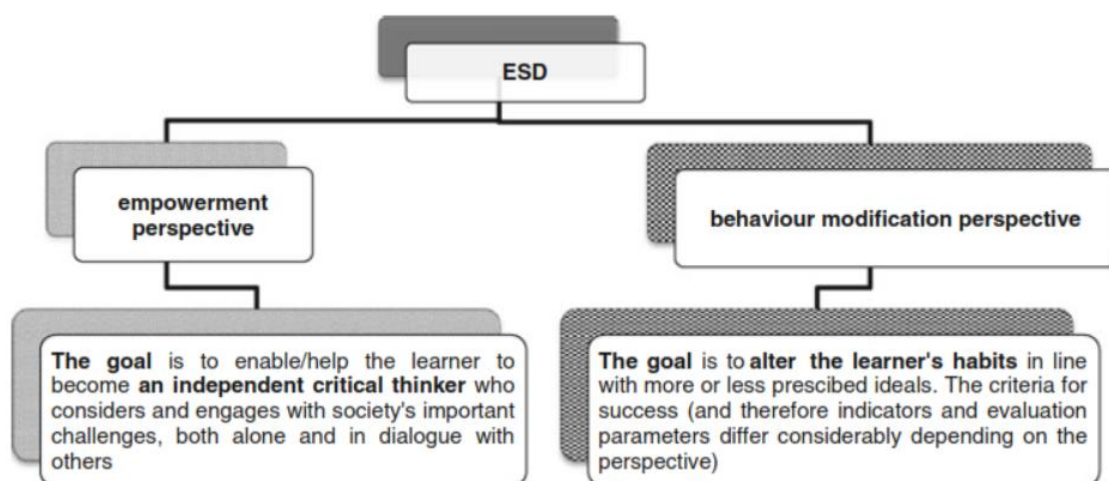 ESD
empowerment
perspective
behaviour modification perspective
The goal is to enable/help the learner to
become an independent critical thinker who
considers and engages with society's important
challenges, both alone and in dialogue with
others
The goal is to alter the learner's habits in line
with more or less prescibed ideals. The criteria for
success (and therefore indicators and evaluation
parameters differ considerably depending on the
perspective)